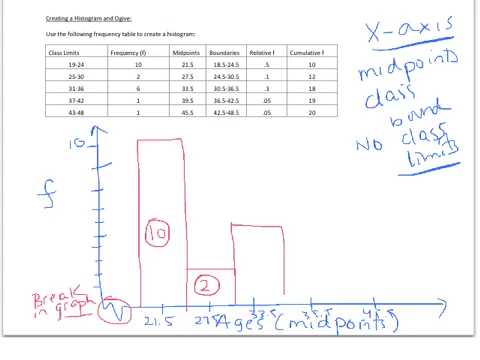 Creating a Histogram and Ogive:
Use the following frequency table to create a histogram:
Class Limits Frequency (f) Midpoints Boundaries Relative f Cumulative f
19-24 10 21.5 18.5-24.5 .5 10
25-30 2 27.5 24.5-30.5 .1 12
31-36 6 33.5 30.5-36.5 .3 18
37-42 1 39.5 36.5-42.5 .05 19
43-48 1 45.5 42.5-48.5 .05 20
X-axis
midpoints
class
bound
NO class
limits
10
f
10
2
Break
in graph
21.5 27.5 33.5
Ages (midpoints)